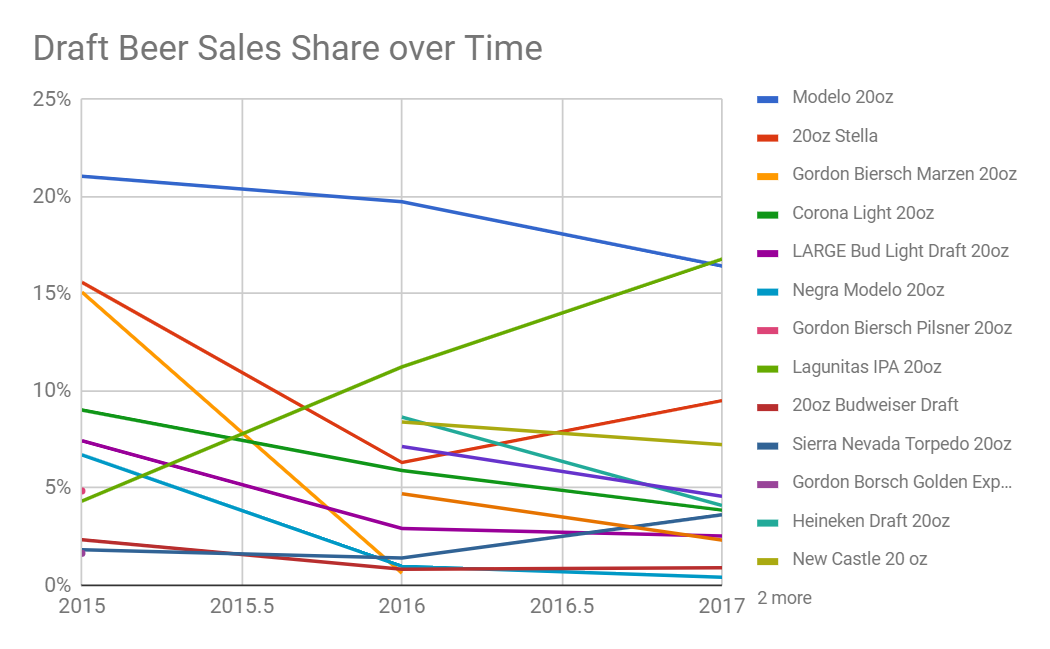 Draft Beer Sales Share over Time
25%
20%
15%
10%
5%
0%
2015 2015.5 2016 2016.5 2017
Modelo 20oz
20oz Stella
Gordon Biersch Marzen 20oz
Corona Light 20oz
LARGE Bud Light Draft 20oz
Negra Modelo 20oz
Gordon Biersch Pilsner 20oz
Lagunitas IPA 20oz
20oz Budweiser Draft
Sierra Nevada Torpedo 20oz
Gordon Borsch Golden Exp...
Heineken Draft 20oz
New Castle 20 oz
2 more